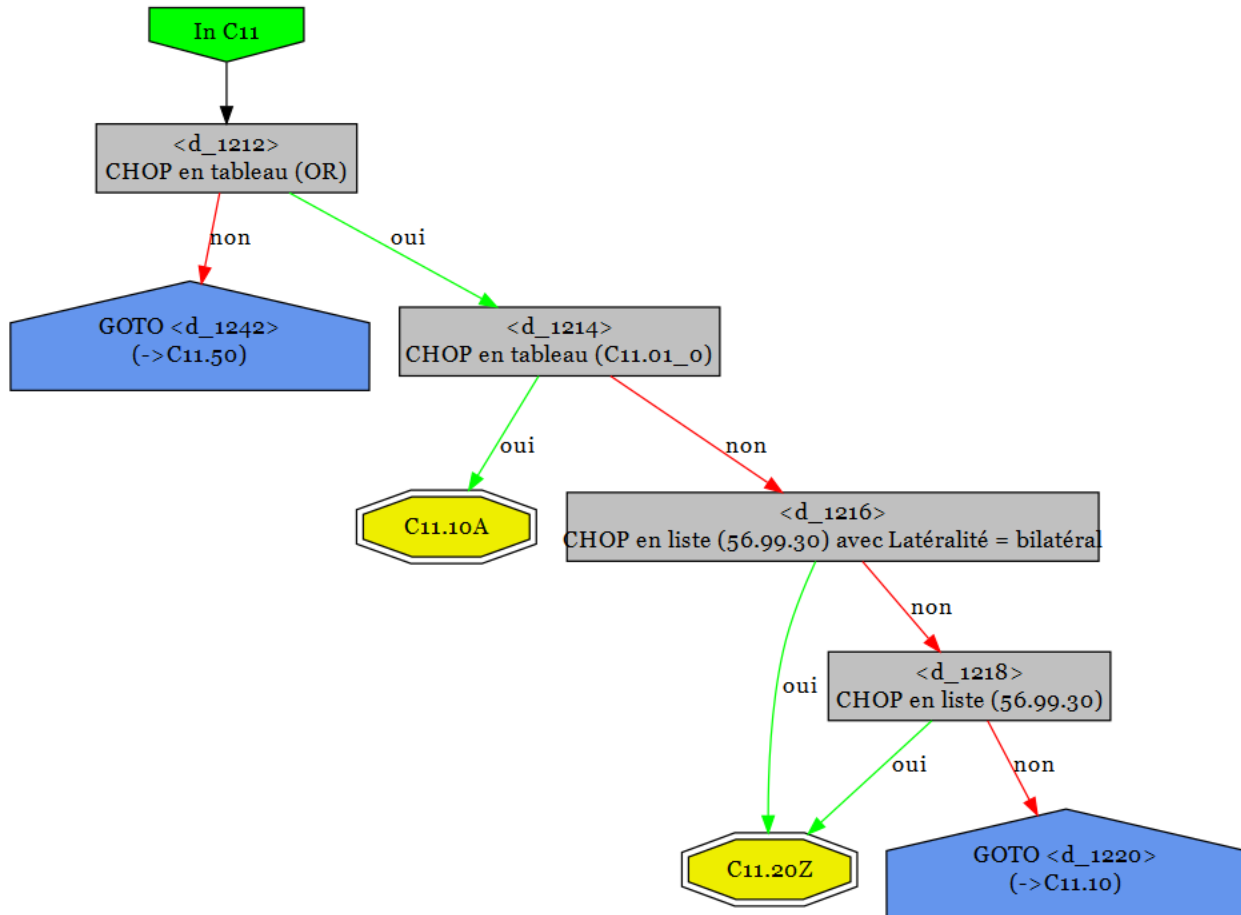 In C11
<d_1212>
CHOP en tableau (OR)
non
oui
GOTO <d_1242>
(->C11.50)
<d_1214>
CHOP en tableau (C11.01_0)
oui
non
C11.10A
<d_1216>
CHOP en liste (56.99.30) avec Latéralité = bilatéral
non
oui
<d_1218>
CHOP en liste (56.99.30)
oui
non
C11.20Z
GOTO <d_1220>
(->C11.10)